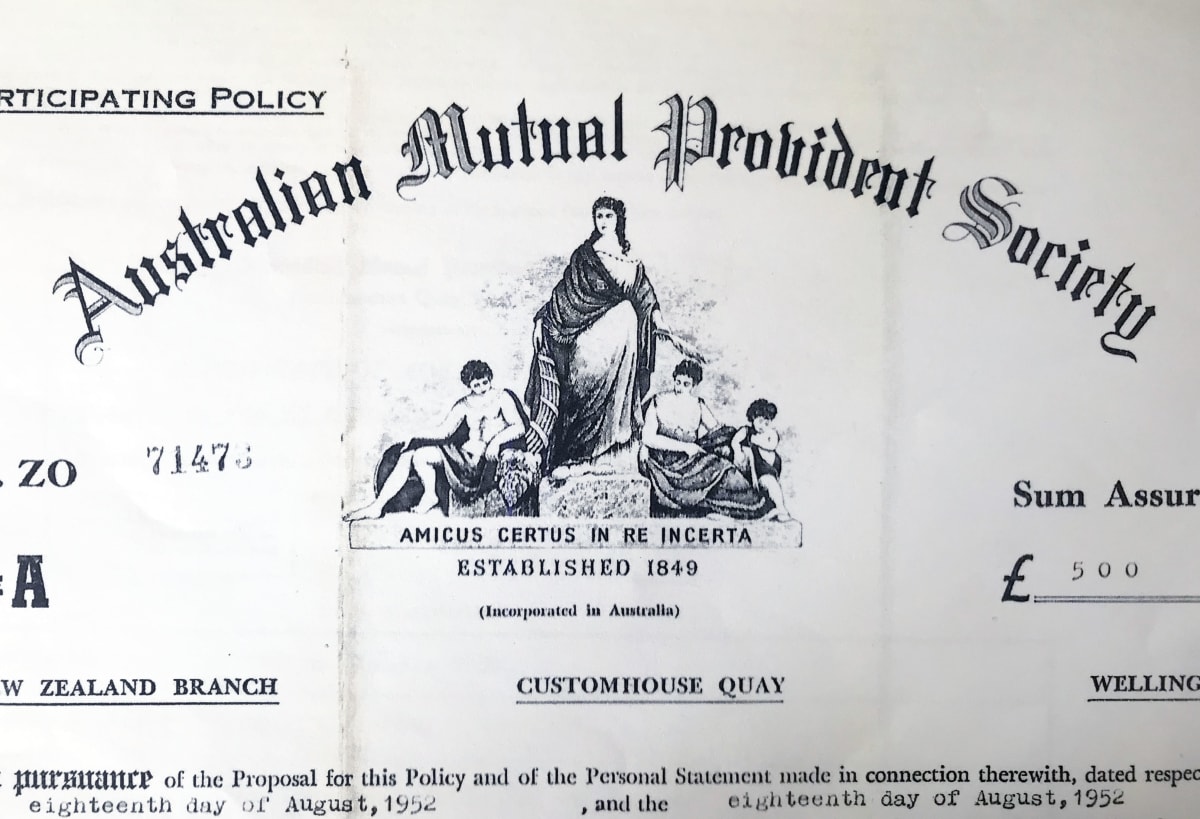 RTICIPATING POLICY
Australian Mutual Provident Society
. ZO 71473
Sum Assur
AMICUS CERTUS IN RE INCERTA
£ 500
A
ESTABLISHED 1849
(Incorporated in Australia)
W ZEALAND BRANCH CUSTOMHOUSE QUAY WELLING
pursuance of the Proposal for this Policy and of the Personal Statement made in connection therewith, dated respec
eighteenth day of August, 1952 , and the eighteenth day of August, 1952